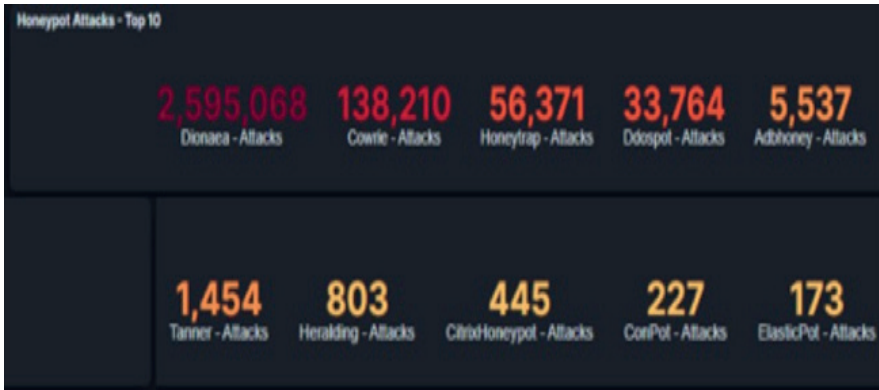 Honeypot Attacks - Top 10
2,595,068 138,210 56,371 33,764 5,537
Dionaea - Attacks Cowrie - Attacks Honeytrap - Attacks Ddospot - Attacks Adbhoney - Attacks
1,454 803 445 227 173
Tanner - Attacks Heralding - Attacks CitrixHoneypot - Attacks ConPot - Attacks ElasticPot - Attacks